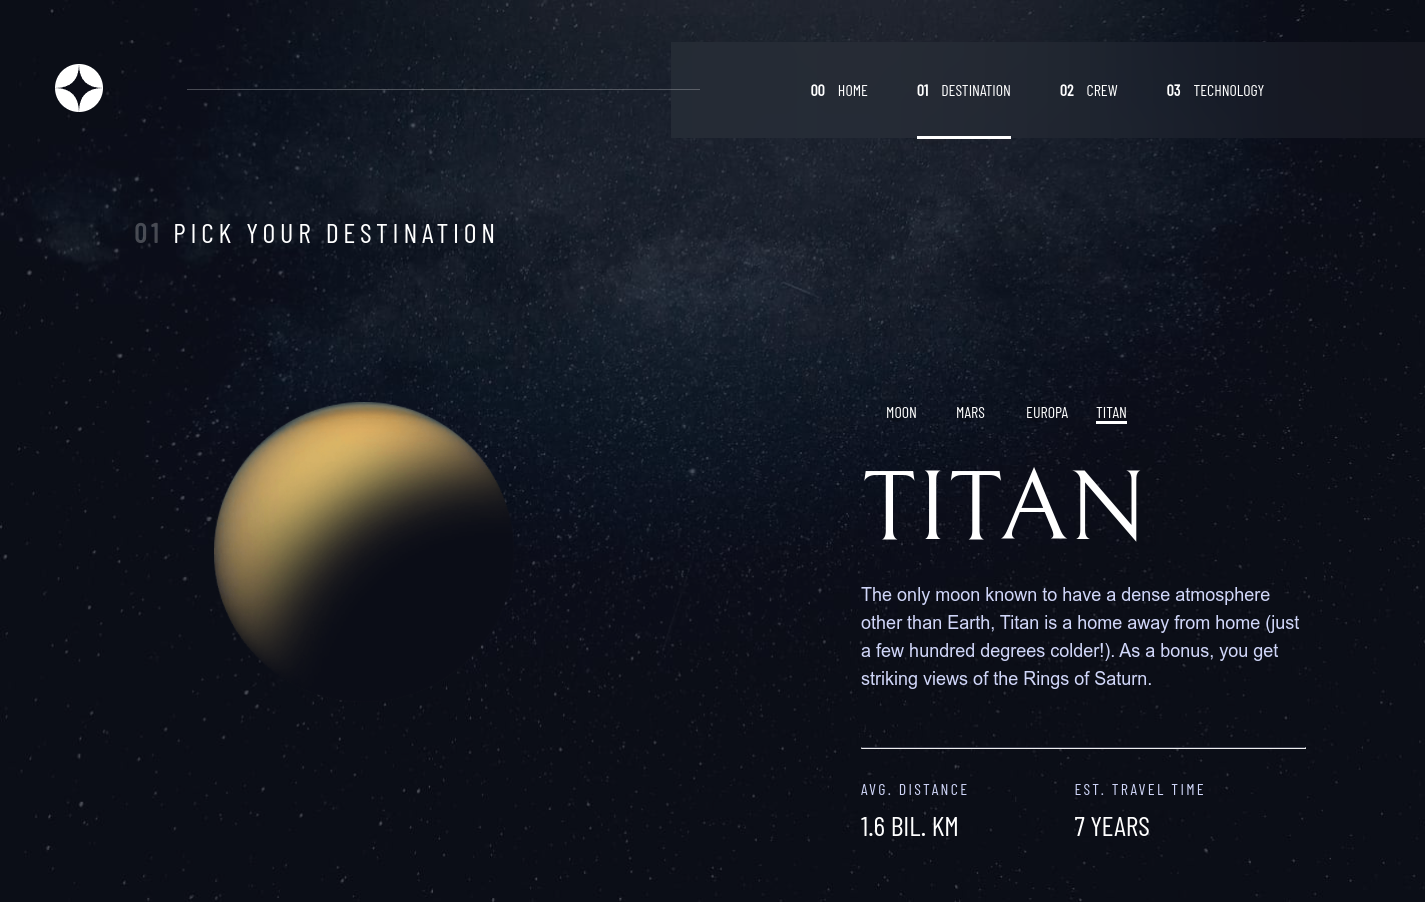 00 HOME 01 DESTINATION 02 CREW 03 TECHNOLOGY
01 PICK YOUR DESTINATION
MOON MARS EUROPA TITAN
TITAN
The only moon known to have a dense atmosphere
other than Earth, Titan is a home away from home (just
a few hundred degrees colder!). As a bonus, you get
striking views of the Rings of Saturn.
AVG. DISTANCE EST. TRAVEL TIME
1.6 BIL. KM 7 YEARS